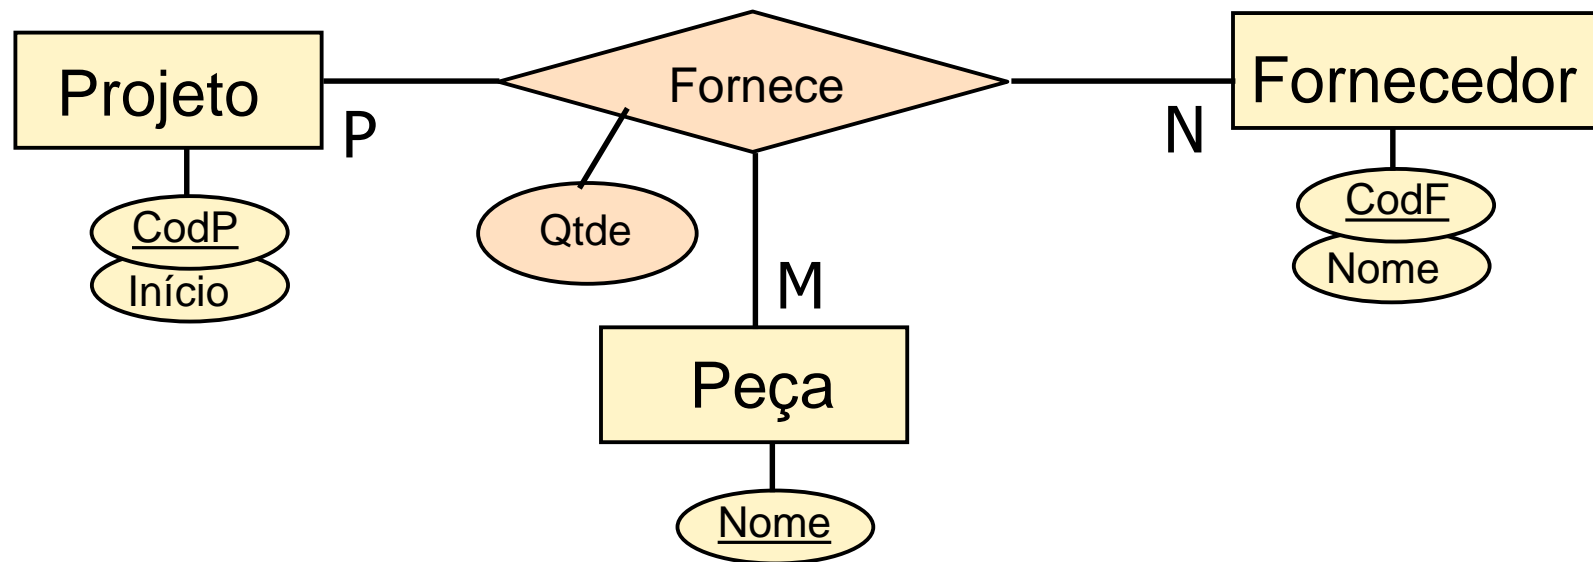 Projeto
Fornece
Fornecedor
P
N
CodP
Início
Qtde
CodF
Nome
M
Peça
Nome